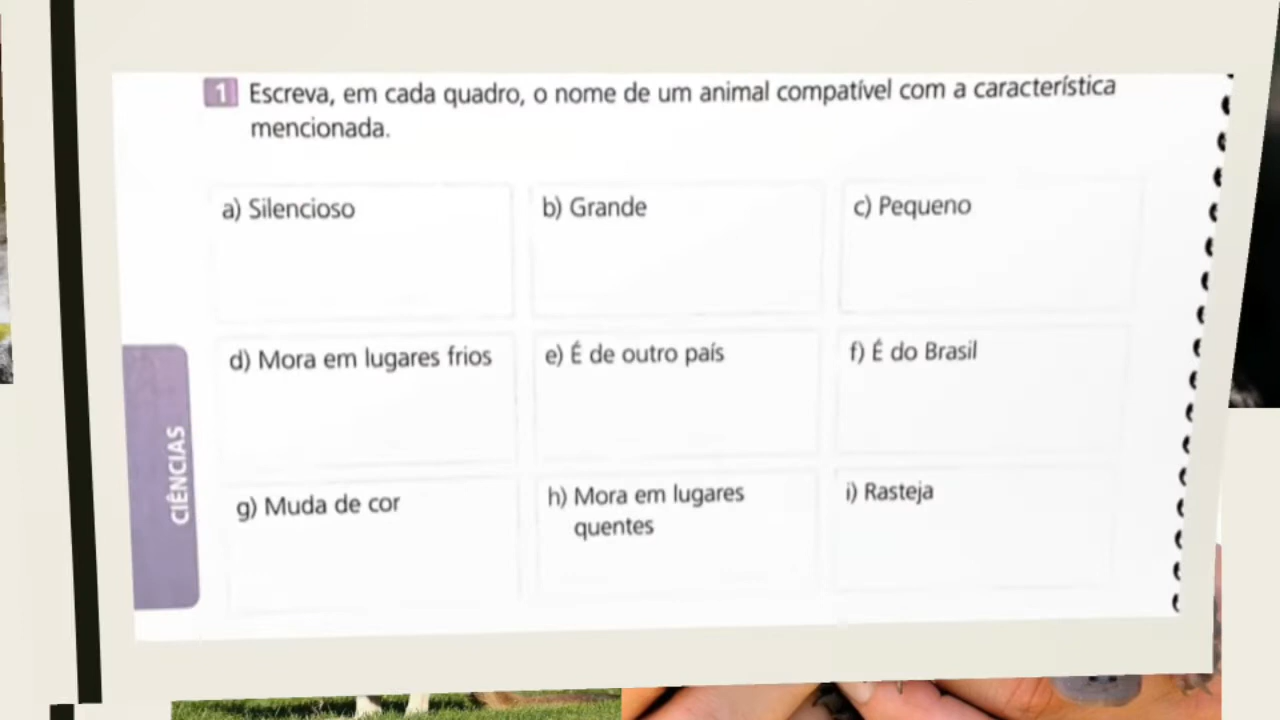 1 Escreva, em cada quadro, o nome de um animal compatível com a característica
mencionada.
a) Silencioso
b) Grande
c) Pequeno
d) Mora em lugares frios
e) É de outro país
f) É do Brasil
g) Muda de cor
h) Mora em lugares
quentes
i) Rasteja
CIÊNCIAS